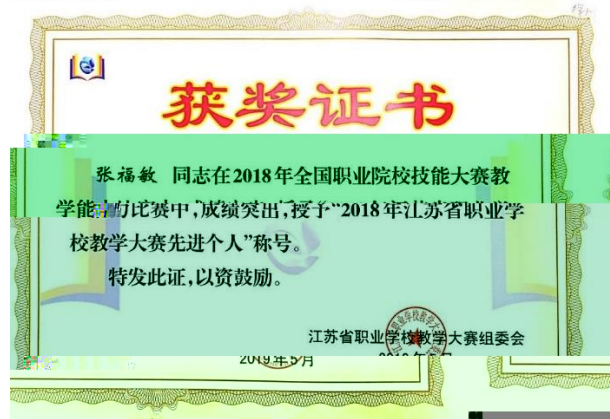 获奖证书
张福敏 同志在2018年全国职业院校技能大赛教
学能力比赛中，成绩突出，授予“2018年江苏省职业学
校教学大赛先进个人”称号。
特发此证，以资鼓励。
江苏省职业学校教学大赛组委会
2019年5月